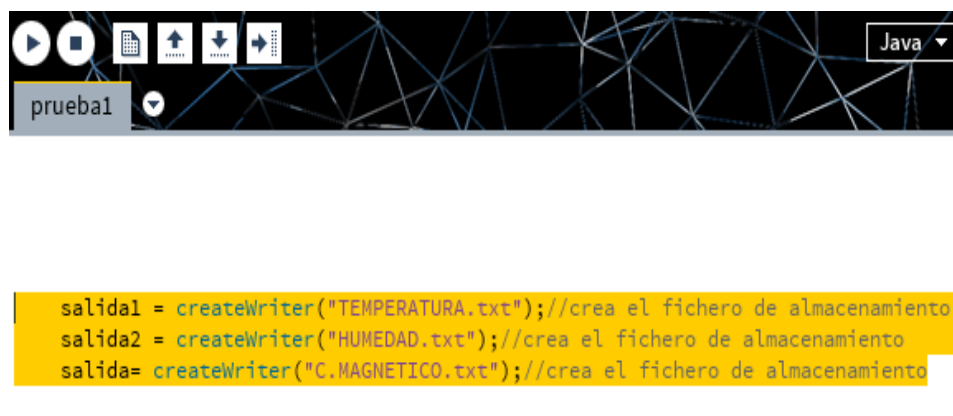 Java
prueba1
salida1 = createWriter("TEMPERATURA.txt");//crea el fichero de almacenamiento
salida2 = createWriter("HUMEDAD.txt");//crea el fichero de almacenamiento
salida= createWriter("C.MAGNETICO.txt");//crea el fichero de almacenamiento